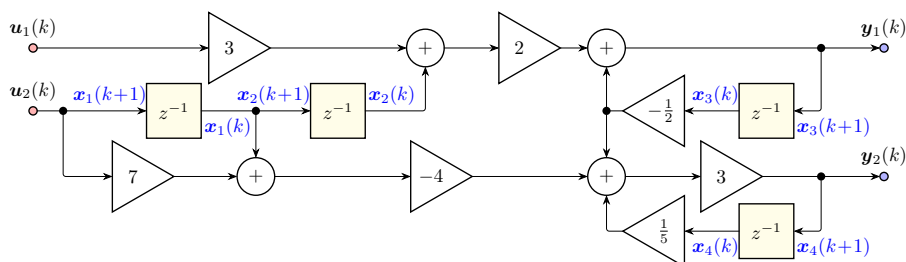 u₁(k) y₁(k)
3 + 2 +
u₂(k) x₁(k+1) z⁻¹ x₂(k+1) z⁻¹ x₂(k) −1/2 x₃(k) z⁻¹
x₁(k) x₃(k+1)
y₂(k)
7 + −4 + 3
1/5 z⁻¹
x₄(k) x₄(k+1)